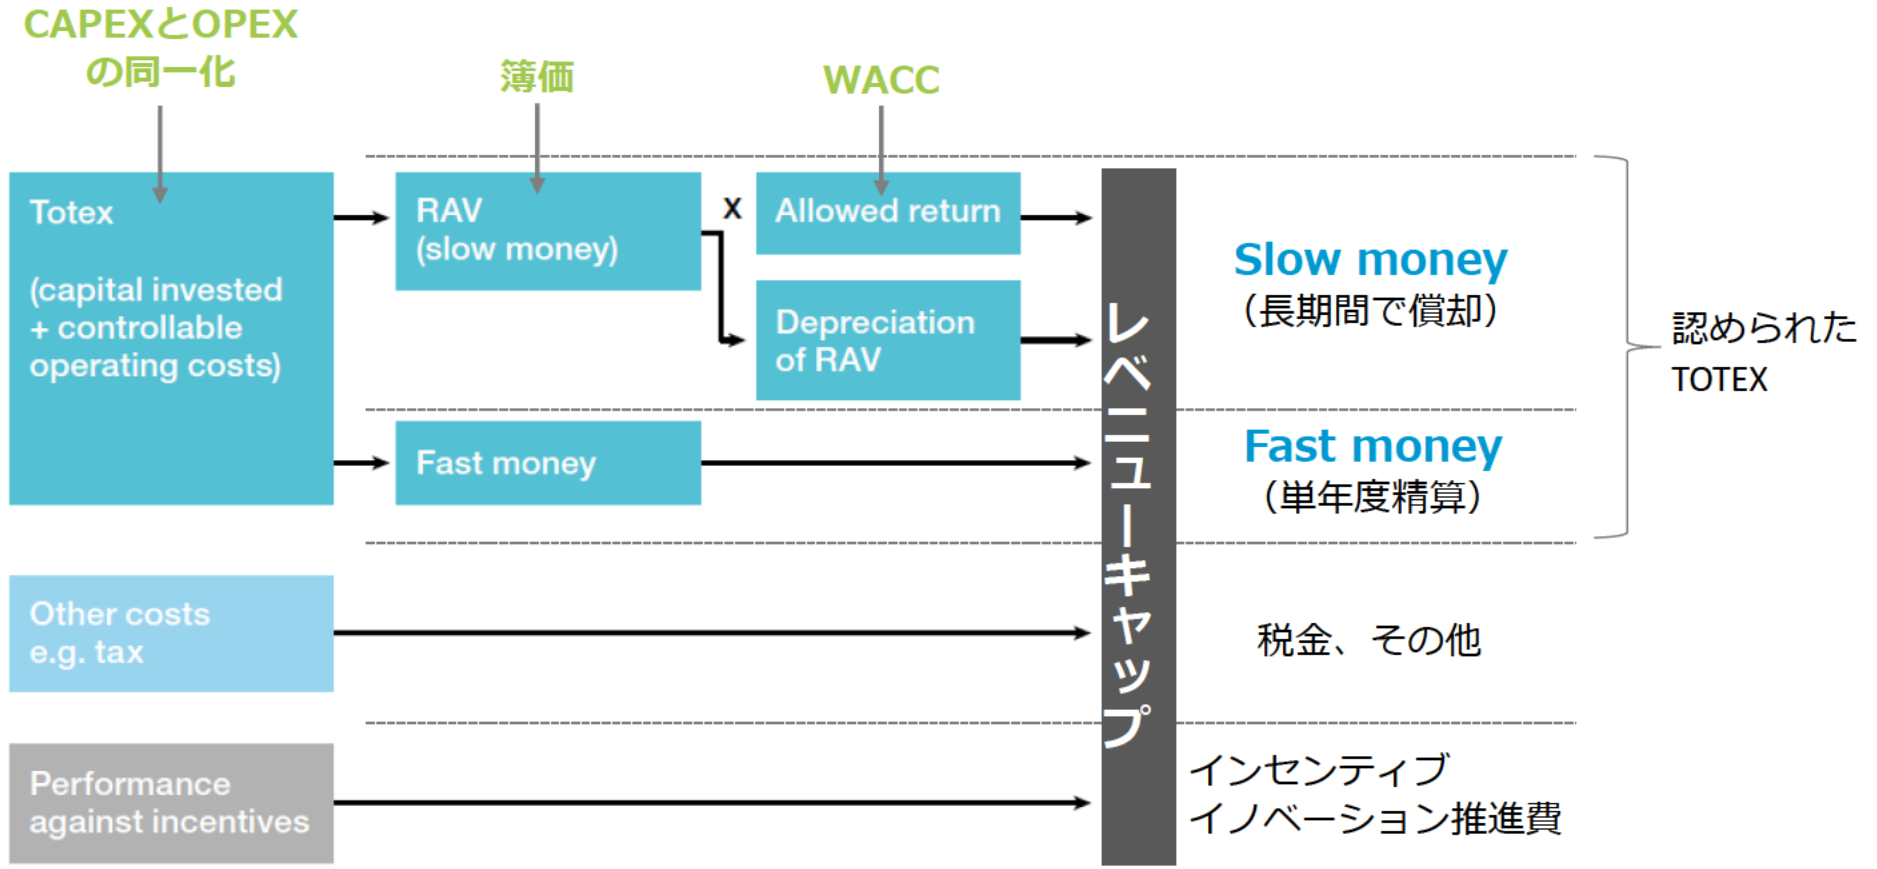 CAPEXとOPEX
の同一化
簿価
WACC
Totex
(capital invested
+ controllable
operating costs)
RAV
(slow money)
X
Allowed return
Depreciation
of RAV
Fast money
Other costs
e.g. tax
Performance
against incentives
レベニューキャップ
Slow money
（長期間で償却）
Fast money
（単年度精算）
認められた
TOTEX
税金、その他
インセンティブ
イノベーション推進費